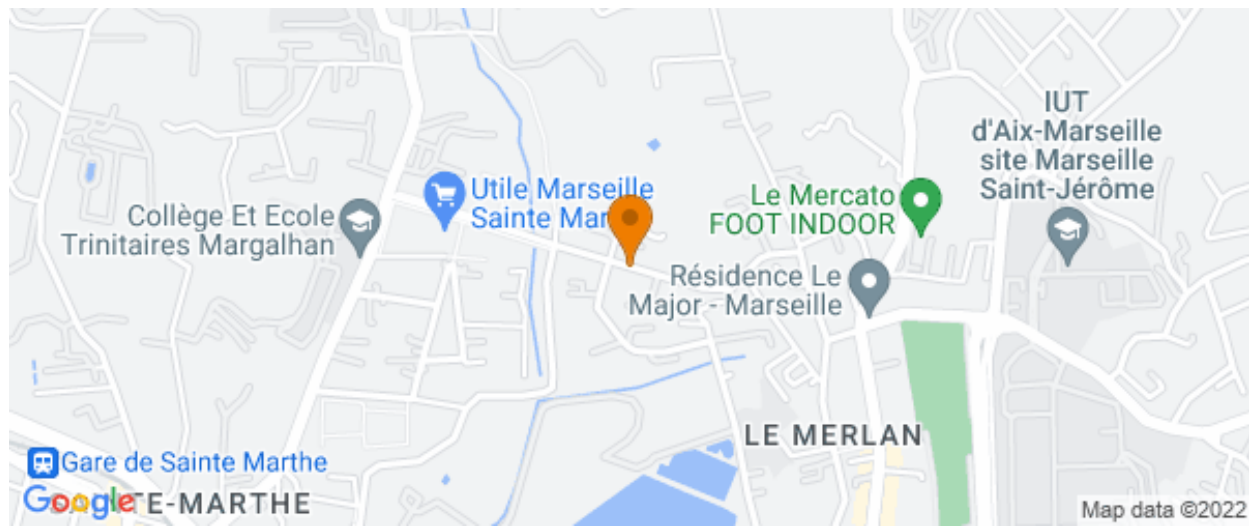 IUT
d'Aix-Marseille
site Marseille
Saint-Jérôme
Utile Marseille
Sainte Mar
Le Mercato
FOOT INDOOR
Collège Et Ecole
Trinitaires Margalhan
Résidence Le
Major - Marseille
LE MERLAN
Gare de Sainte Marthe
Google
TE-MARTHE
Map data ©2022